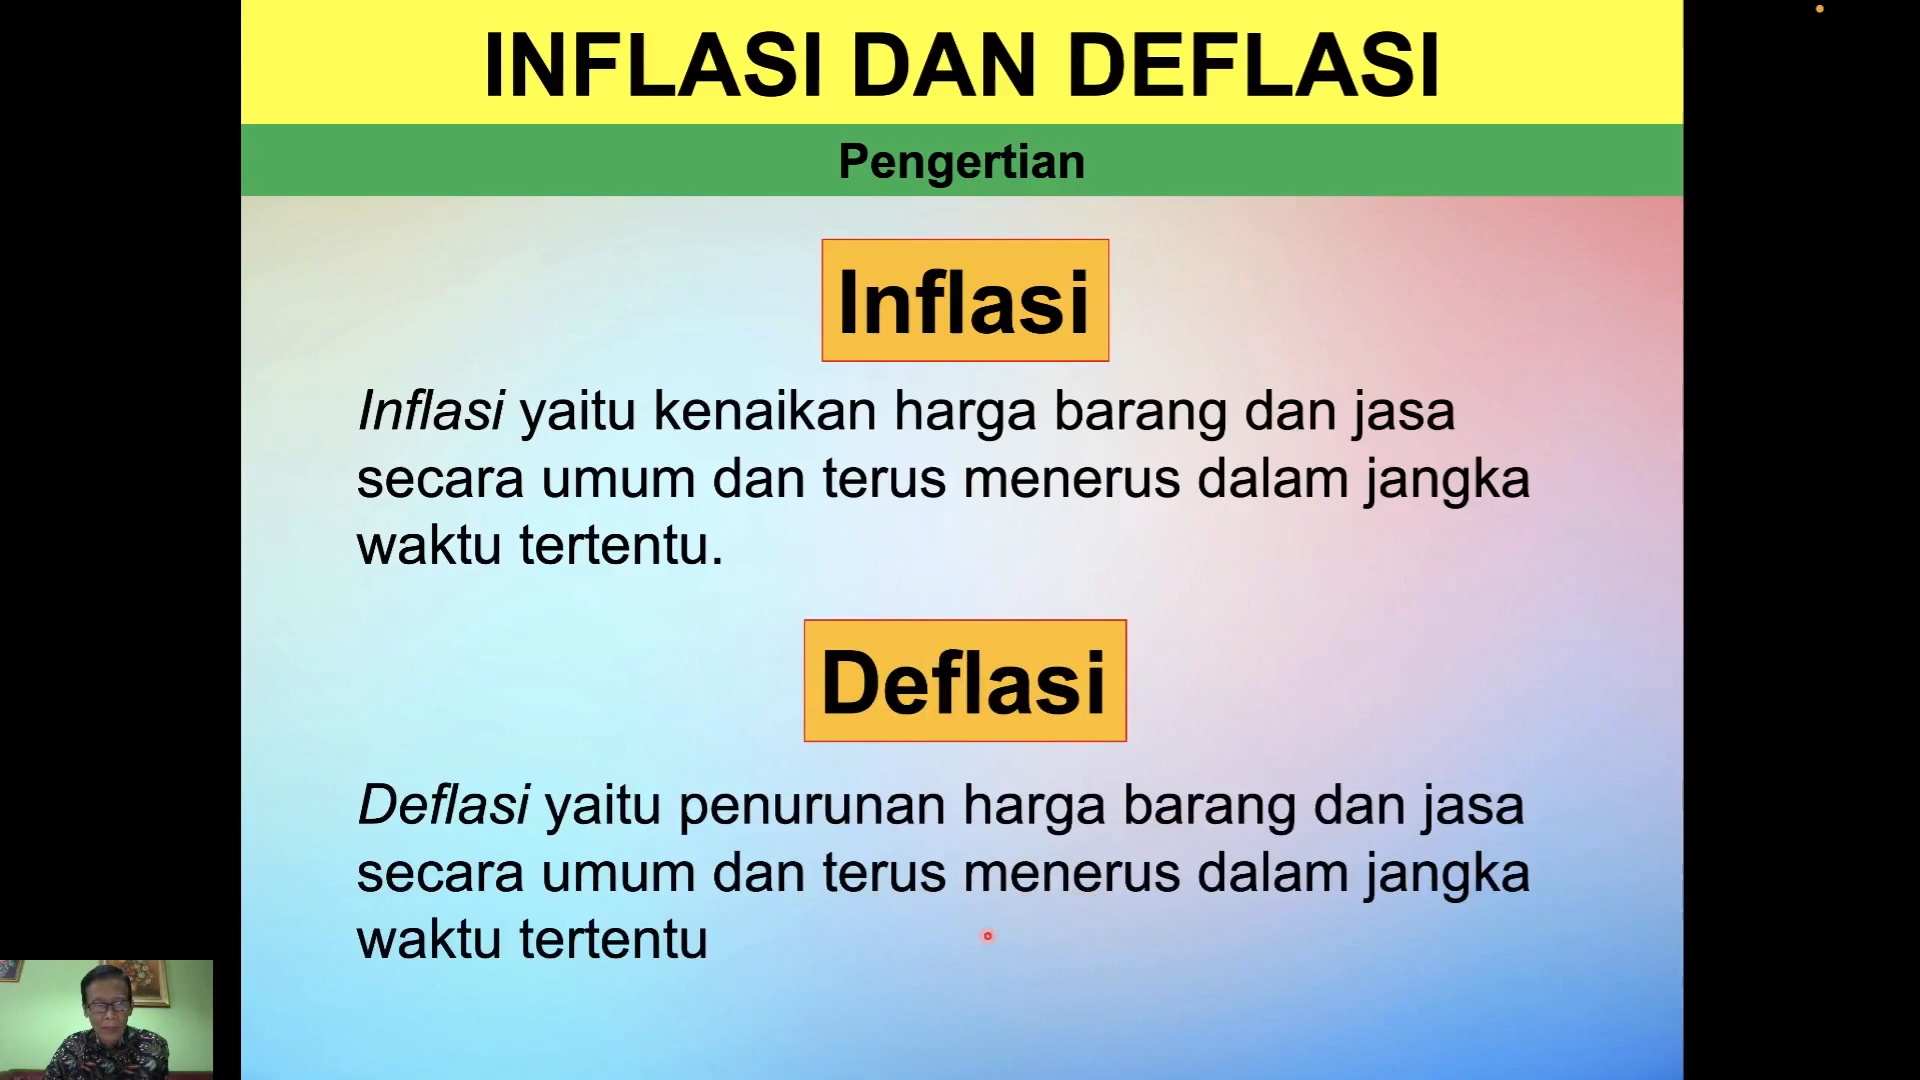 INFLASI DAN DEFLASI
Pengertian
Inflasi
Inflasi yaitu kenaikan harga barang dan jasa
secara umum dan terus menerus dalam jangka
waktu tertentu.
Deflasi
Deflasi yaitu penurunan harga barang dan jasa
secara umum dan terus menerus dalam jangka
waktu tertentu